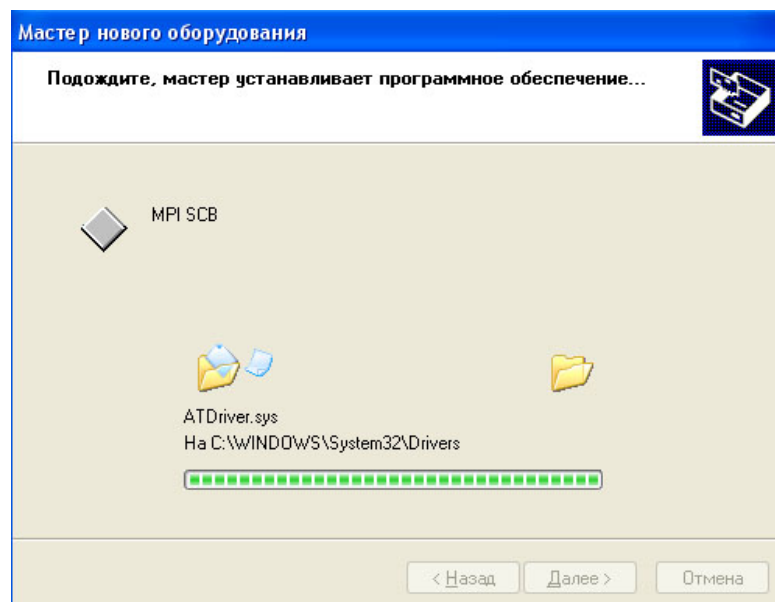 Мастер нового оборудования
Подождите, мастер устанавливает программное обеспечение...
MPI SCB
ATDriver.sys
На C:\WINDOWS\System32\Drivers
< Назад
Далее >
Отмена